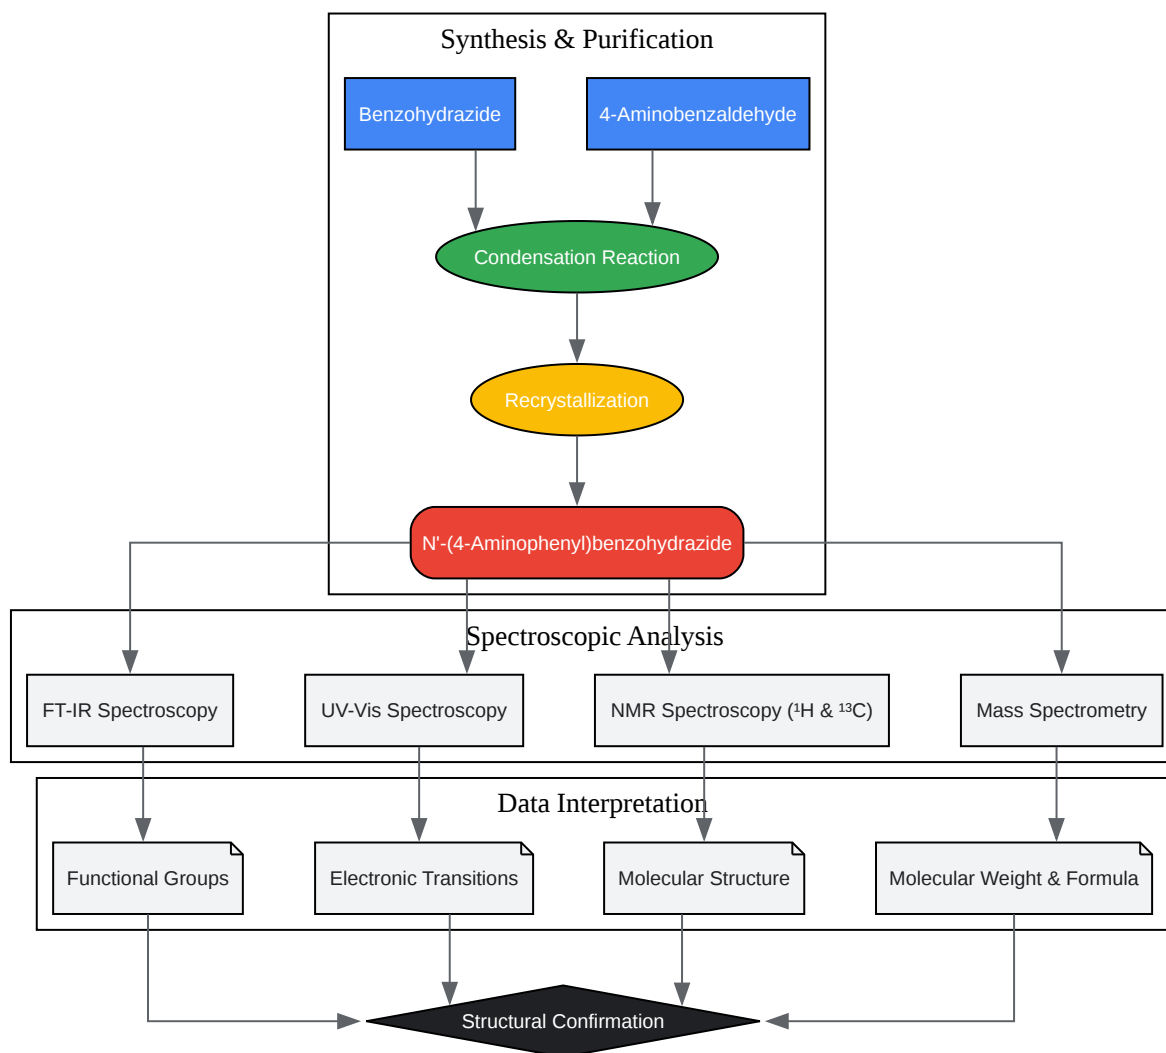 Synthesis & Purification
Benzohydrazide
4-Aminobenzaldehyde
Condensation Reaction
Recrystallization
N'-(4-Aminophenyl)benzohydrazide
Spectroscopic Analysis
FT-IR Spectroscopy
UV-Vis Spectroscopy
NMR Spectroscopy (¹H & ¹³C)
Mass Spectrometry
Data Interpretation
Functional Groups
Electronic Transitions
Molecular Structure
Molecular Weight & Formula
Structural Confirmation